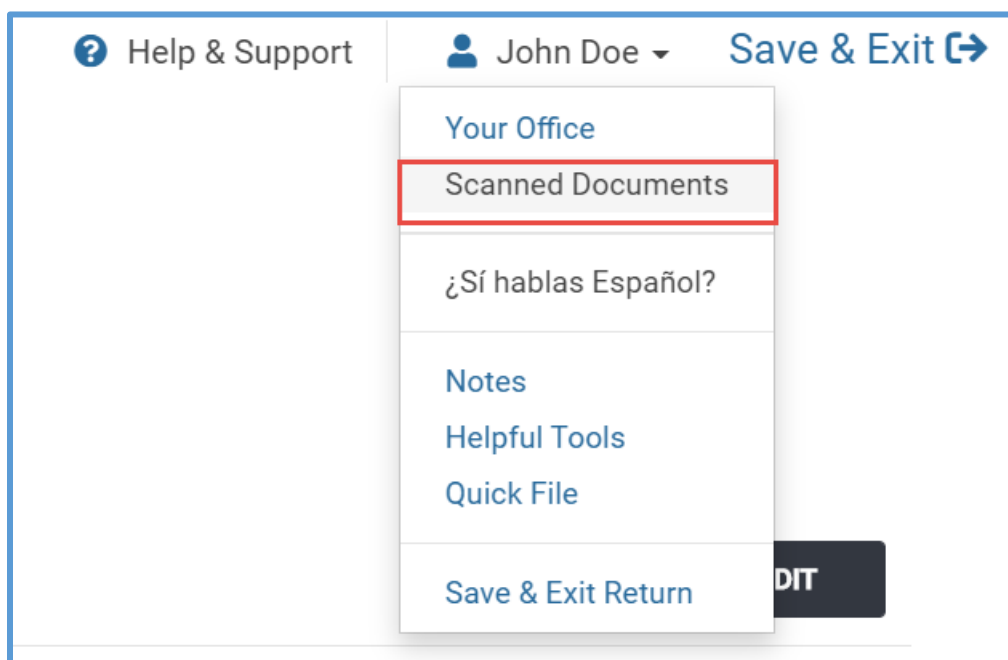 Help & Support John Doe Save & Exit
Your Office
Scanned Documents
¿Sí hablas Español?
Notes
Helpful Tools
Quick File
DIT
Save & Exit Return